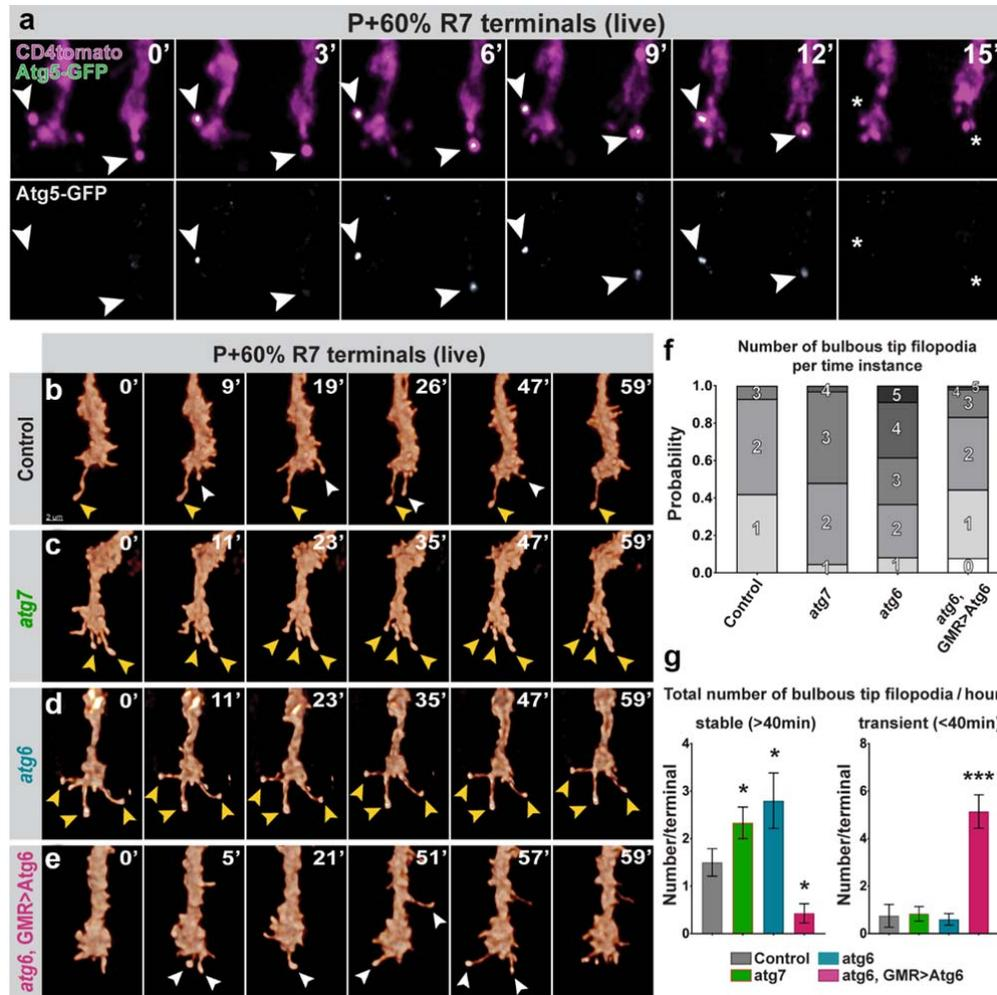 a
P+60% R7 terminals (live)
CD4tomato
Atg5-GFP
0’ 3’ 6’ 9’ 12’ 15’
* *
Atg5-GFP
* *
P+60% R7 terminals (live)
Control
b 0’ 9’ 19’ 26’ 47’ 59’
2 um
atg7
c 0’ 11’ 23’ 35’ 47’ 59’
atg6
d 0’ 11’ 23’ 35’ 47’ 59’
atg6, GMR>Atg6
e 0’ 5’ 21’ 51’ 57’ 59’
f
Number of bulbous tip filopodia
per time instance
Probability
1.0
0.8
0.6
0.4
0.2
0.0
3
2
1
4
3
2
1
5
4
3
2
1
4 5
3
2
1
0
Control
atg7
atg6
atg6,
GMR>Atg6
g
Total number of bulbous tip filopodia / hour
stable (>40min)
transient (<40min)
Number/terminal
4
3
2
1
0
* * *
Number/terminal
8
6
4
2
0
***
Control
atg6
atg7
atg6, GMR>Atg6